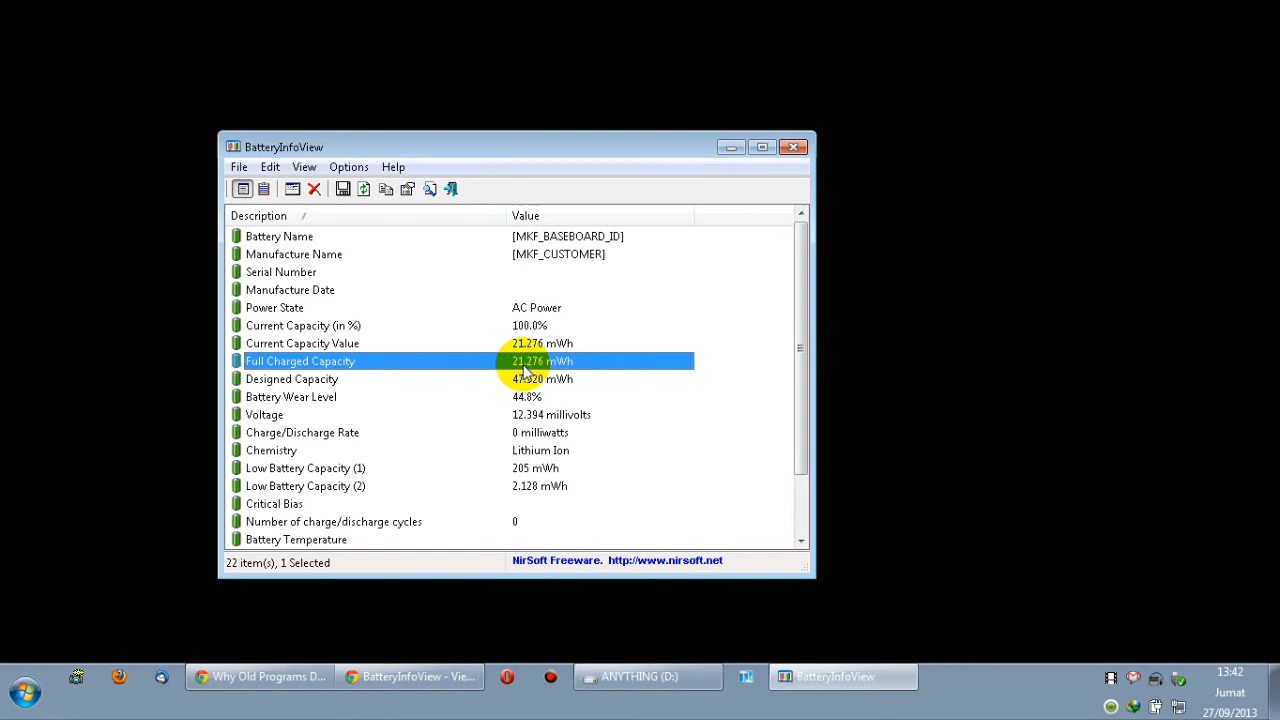 BatteryInfoView
File Edit View Options Help
Description / Value
Battery Name [MKF_BASEBOARD_ID]
Manufacture Name [MKF_CUSTOMER]
Serial Number
Manufacture Date
Power State AC Power
Current Capacity (in %) 100.0%
Current Capacity Value 21.276 mWh
Full Charged Capacity 21.276 mWh
Designed Capacity 47.520 mWh
Battery Wear Level 44.8%
Voltage 12.394 millivolts
Charge/Discharge Rate 0 milliwatts
Chemistry Lithium Ion
Low Battery Capacity (1) 205 mWh
Low Battery Capacity (2) 2.128 mWh
Critical Bias
Number of charge/discharge cycles 0
Battery Temperature
22 item(s), 1 Selected NirSoft Freeware. http://www.nirsoft.net
Why Old Programs D... BatteryInfoView - Vie... ANYTHING (D:) BatteryInfoView
13:42
Jumat
27/09/2013